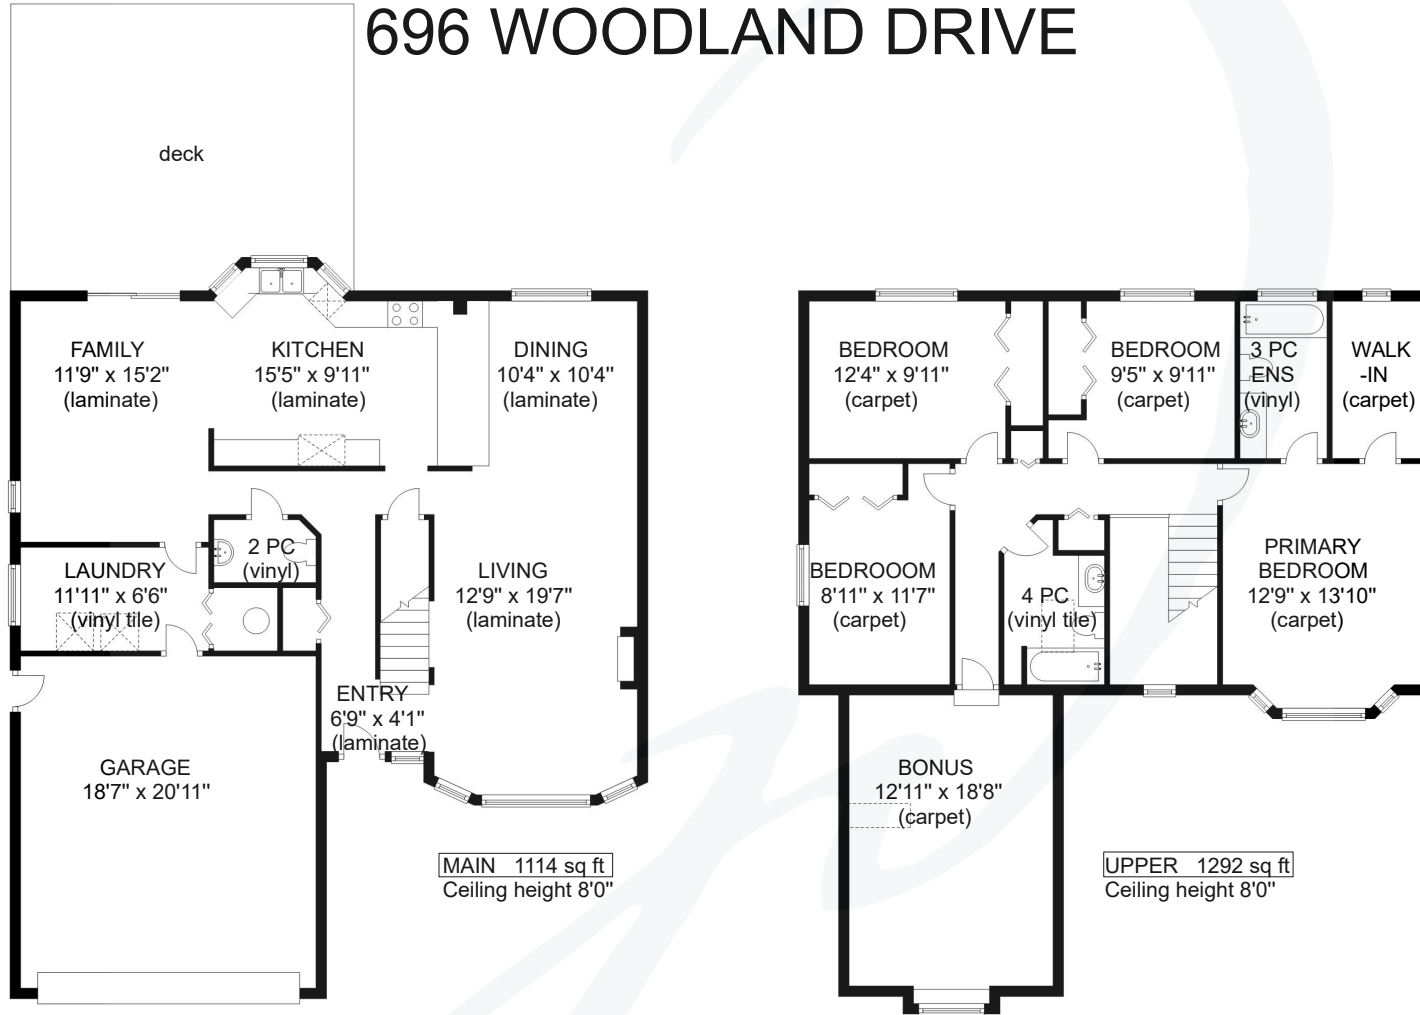 696 WOODLAND DRIVE
deck
FAMILY
11'9" x 15'2"
(laminate)
KITCHEN
15'5" x 9'11"
(laminate)
DINING
10'4" x 10'4"
(laminate)
2 PC
(vinyl)
LAUNDRY
11'11" x 6'6"
(vinyl tile)
LIVING
12'9" x 19'7"
(laminate)
ENTRY
6'9" x 4'1"
(laminate)
GARAGE
18'7" x 20'11"
MAIN 1114 sq ft
Ceiling height 8'0"
BEDROOM
12'4" x 9'11"
(carpet)
BEDROOM
9'5" x 9'11"
(carpet)
3 PC
ENS
(vinyl)
WALK
-IN
(carpet)
BEDROOOM
8'11" x 11'7"
(carpet)
4 PC
(vinyl tile)
PRIMARY
BEDROOM
12'9" x 13'10"
(carpet)
BONUS
12'11" x 18'8"
(carpet)
UPPER 1292 sq ft
Ceiling height 8'0"